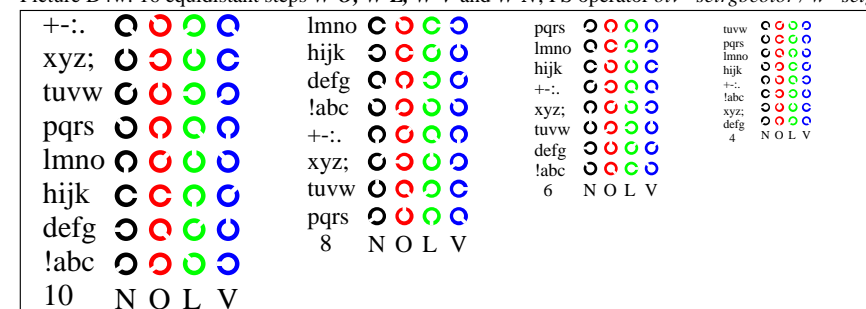 +-:.
xyz;
tuvw
pqrs
lmno
hijk
defg
!abc
10 N O L V
lmno
hijk
defg
!abc
+-:.
xyz;
tuvw
pqrs
8 N O L V
pqrs
lmno
hijk
+-:.
xyz;
tuvw
defg
!abc
6 N O L V
tuvw
pqrs
lmno
hijk
+-:.
!abc
xyz;
defg
4 N O L V